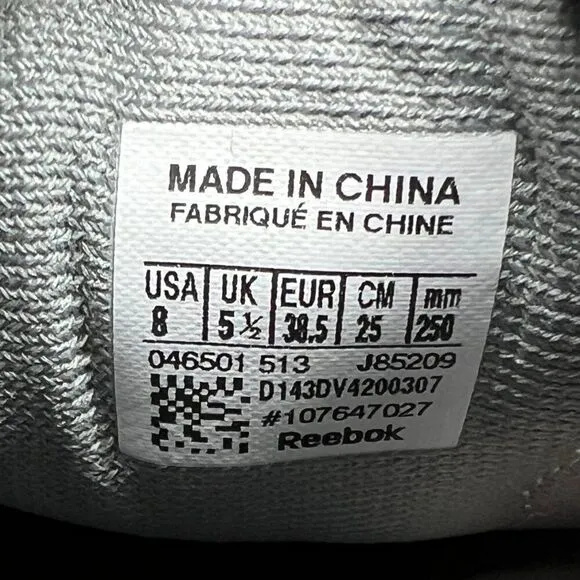 MADE IN CHINA
FABRIQUÉ EN CHINE
USA UK EUR CM mm
8 5 ½ 38.5 25 250
046501 513 J85209
D143DV4200307
#107647027
Reebok